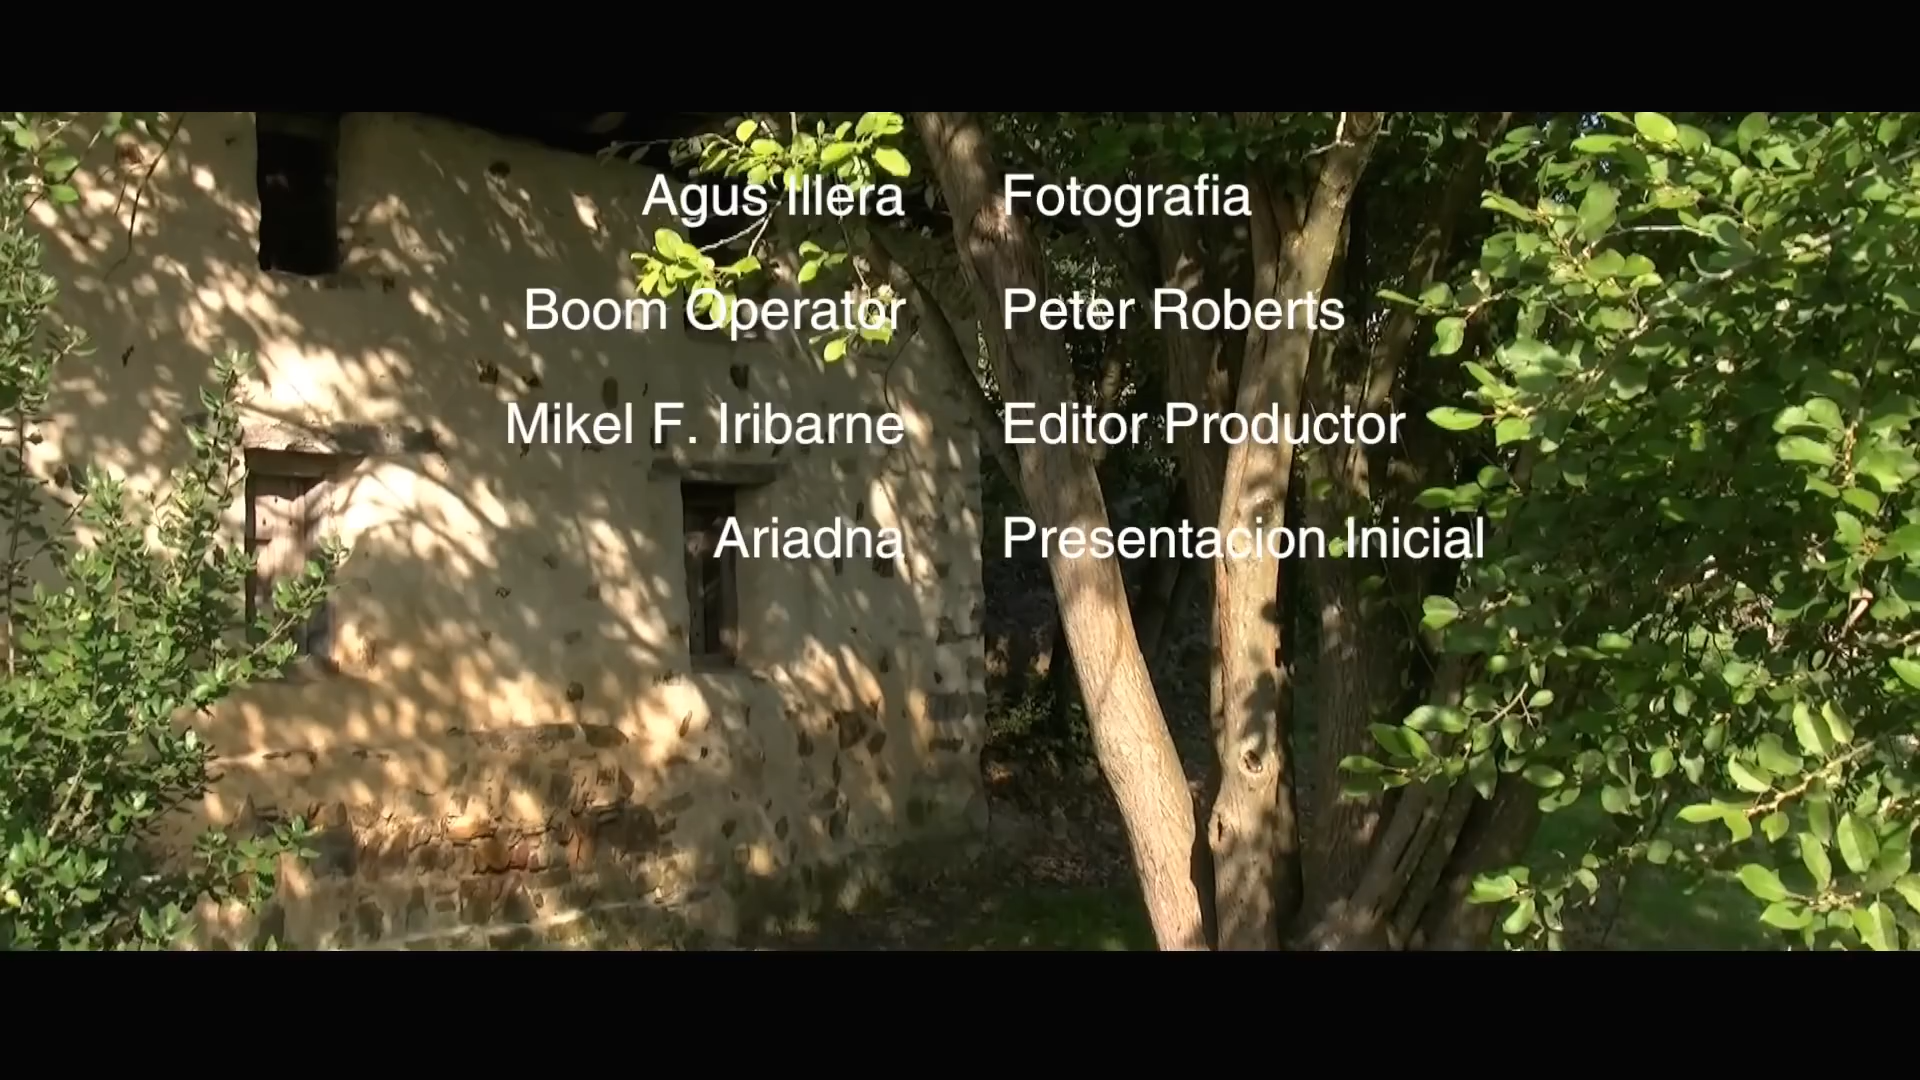 Agus Illera Fotografia
Boom Operator Peter Roberts
Mikel F. Iribarne Editor Productor
Ariadna Presentacion Inicial